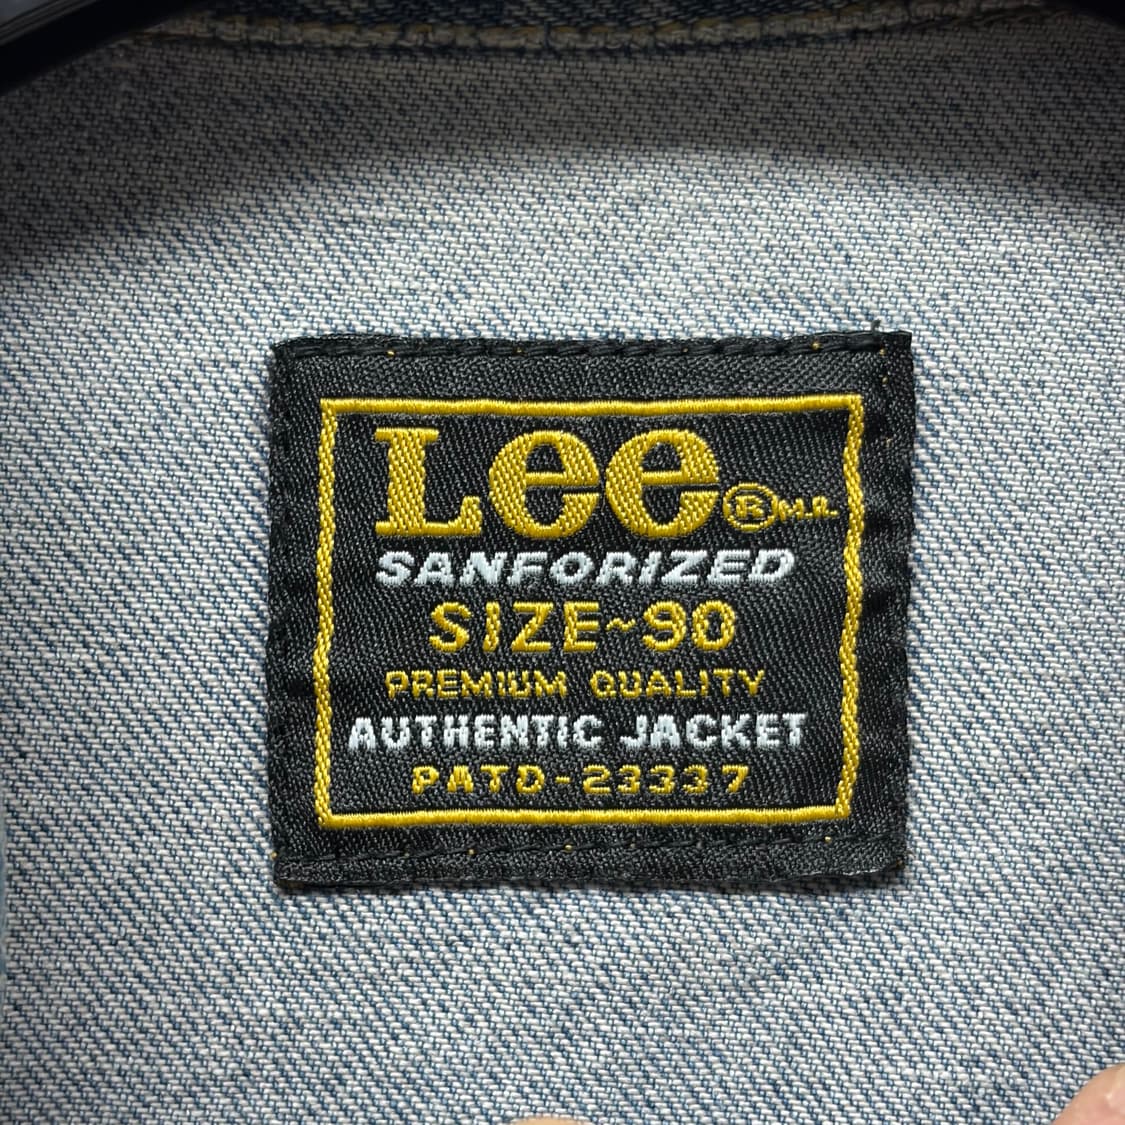 Lee ® M.R.
SANFORIZED
SIZE~90
PREMIUM QUALITY
AUTHENTIC JACKET
PATD-23337